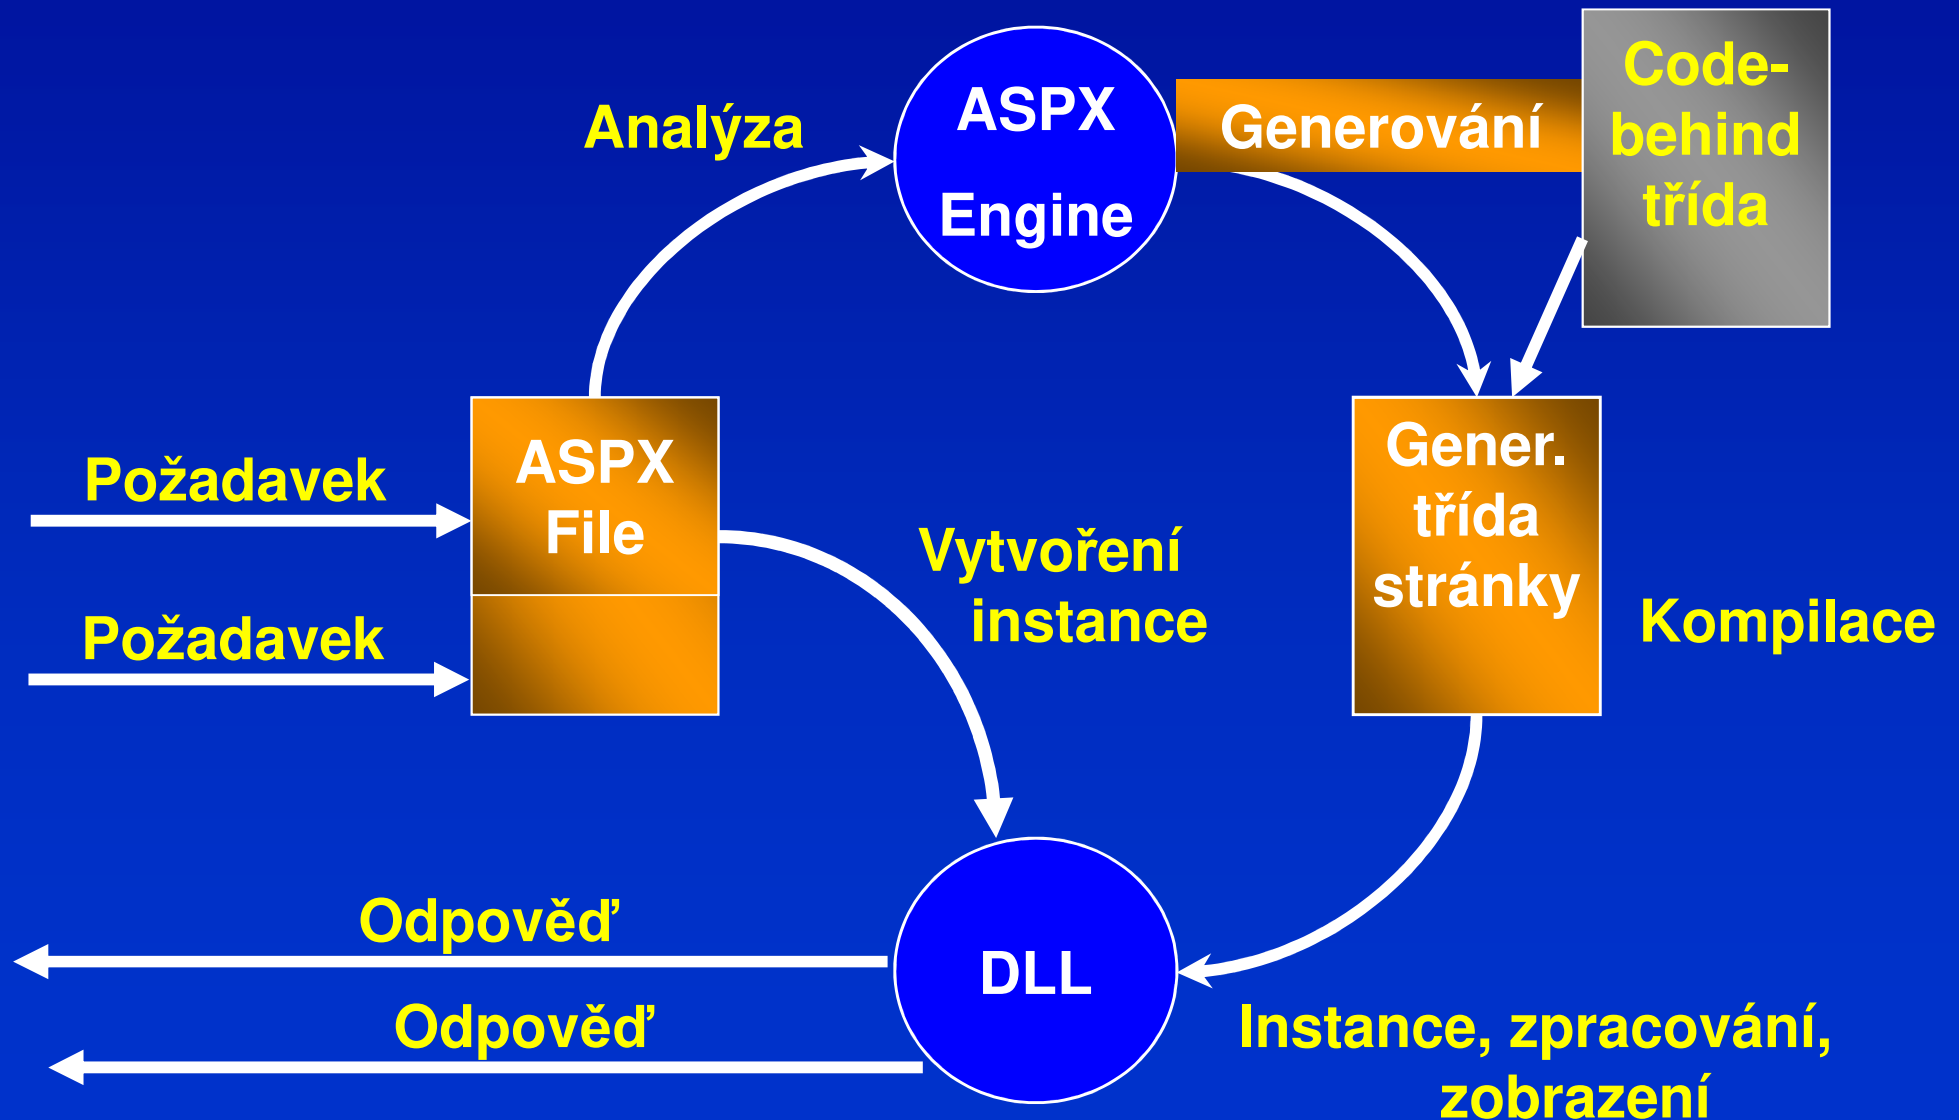 Analýza
ASPX
Engine
Generování
Code-
behind
třída
Požadavek
ASPX
File
Požadavek
Vytvoření
instance
Gener.
třída
stránky
Kompilace
Odpověď
Odpověď
DLL
Instance, zpracování,
zobrazení